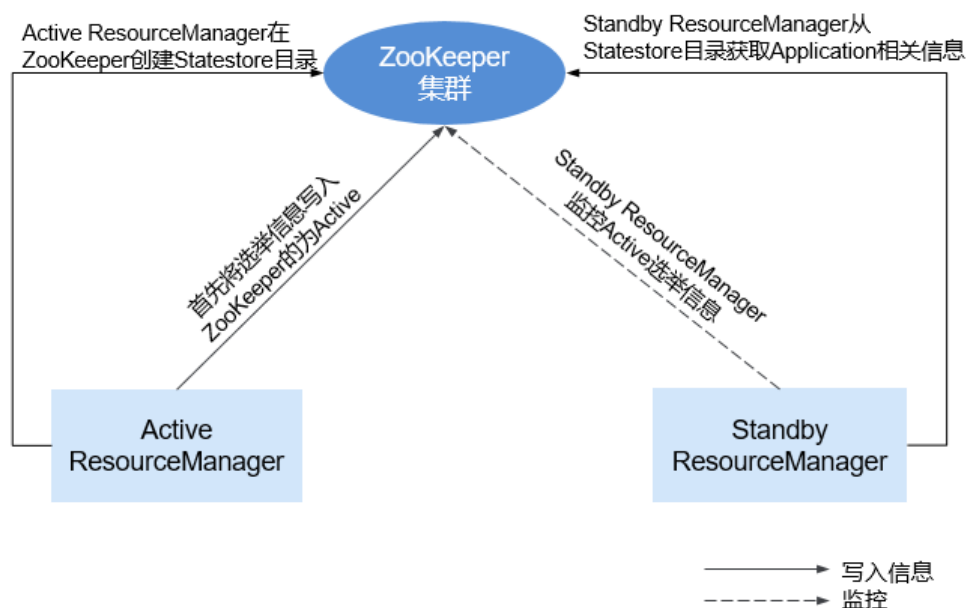 Active ResourceManager在
ZooKeeper创建Statestore目录
ZooKeeper
集群
Standby ResourceManager从
Statestore目录获取Application相关信息
首先将选举信息写入
ZooKeeper的为Active
Standby ResourceManager
监控Active选举信息
Active
ResourceManager
Standby
ResourceManager
写入信息
监控